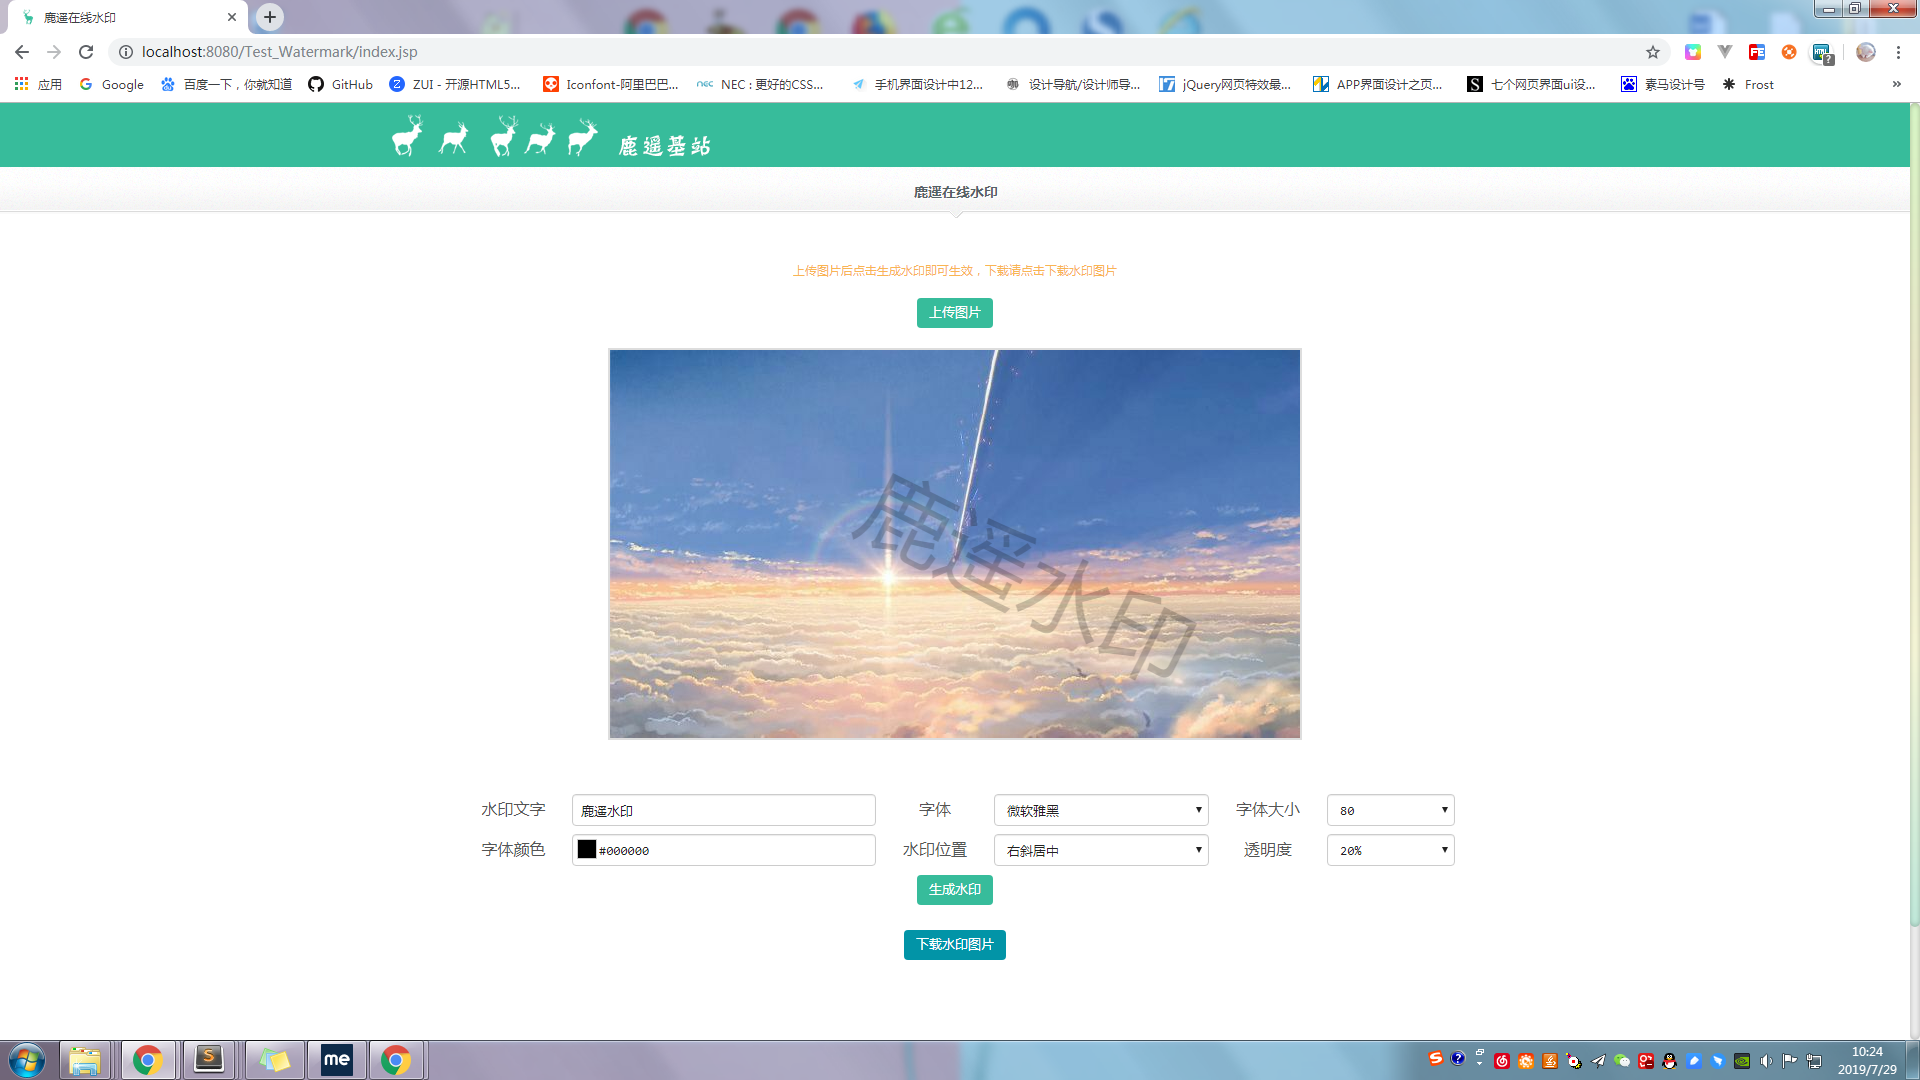 鹿遥在线水印
localhost:8080/Test_Watermark/index.jsp
应用 Google 百度一下，你就知道 GitHub ZUI - 开源HTML5... Iconfont-阿里巴巴... NEC : 更好的CSS... 手机界面设计中12... 设计导航/设计师导... jQuery网页特效最... APP界面设计之页... 七个网页界面ui设... 素马设计号 Frost »
鹿遥基站
鹿遥在线水印
上传图片后点击生成水印即可生效，下载请点击下载水印图片
上传图片
鹿遥水印
水印文字 鹿遥水印 字体 微软雅黑 字体大小 80
字体颜色 #000000 水印位置 右斜居中 透明度 20%
生成水印
下载水印图片
me
10:24
2019/7/29